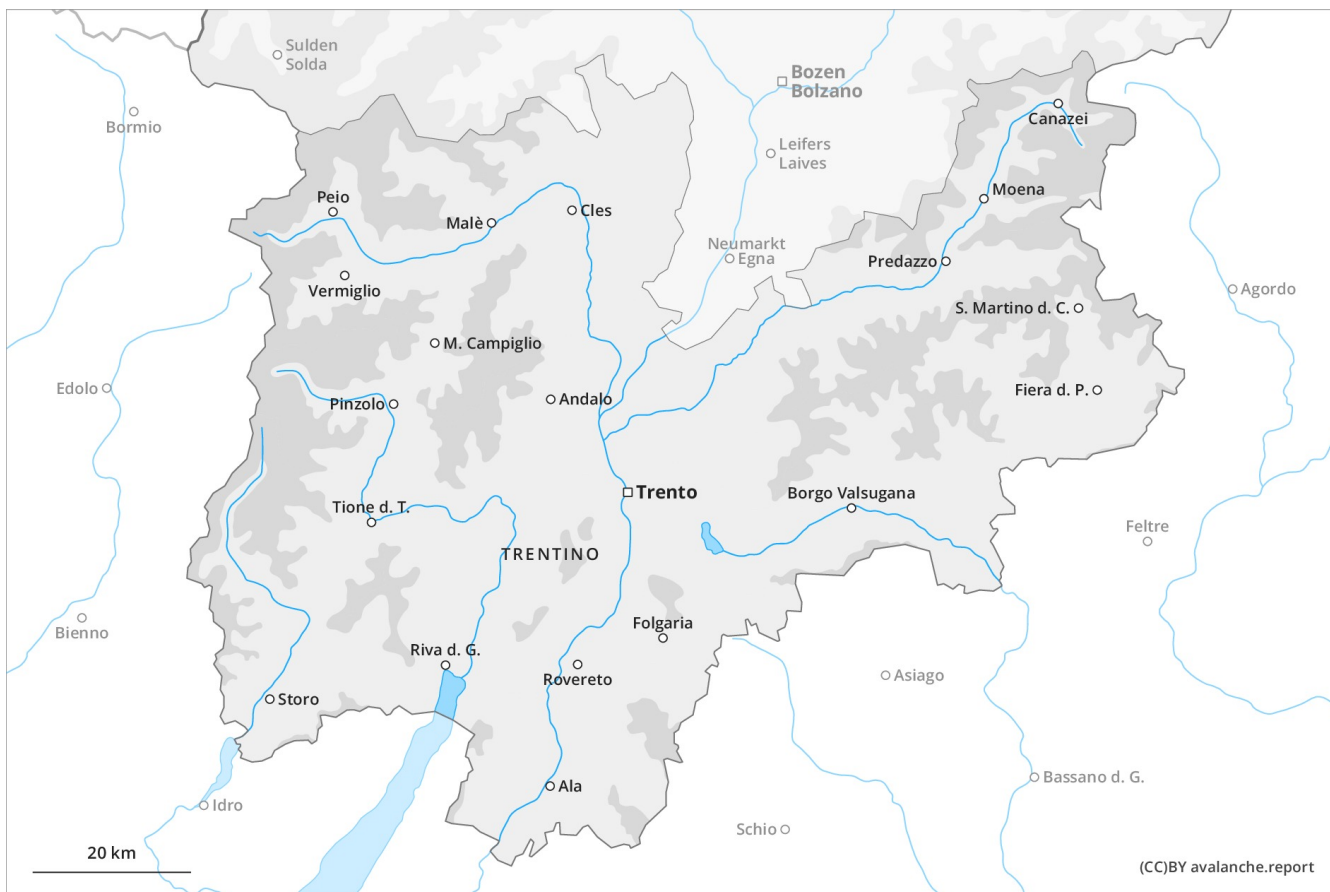 Sulden
Solda
Bozen
Bolzano
Bormio
Canazei
Leifers
Laives
Peio
Moena
Malè
Cles
Neumarkt
Egna
Predazzo
Vermiglio
Agordo
S. Martino d. C.
M. Campiglio
Edolo
Pinzolo
Andalo
Fiera d. P.
Trento
Borgo Valsugana
Tione d. T.
Feltre
TRENTINO
Bienno
Folgaria
Riva d. G.
Rovereto
Asiago
Storo
Bassano d. G.
Ala
Idro
Schio
20 km
(CC)BY avalanche.report